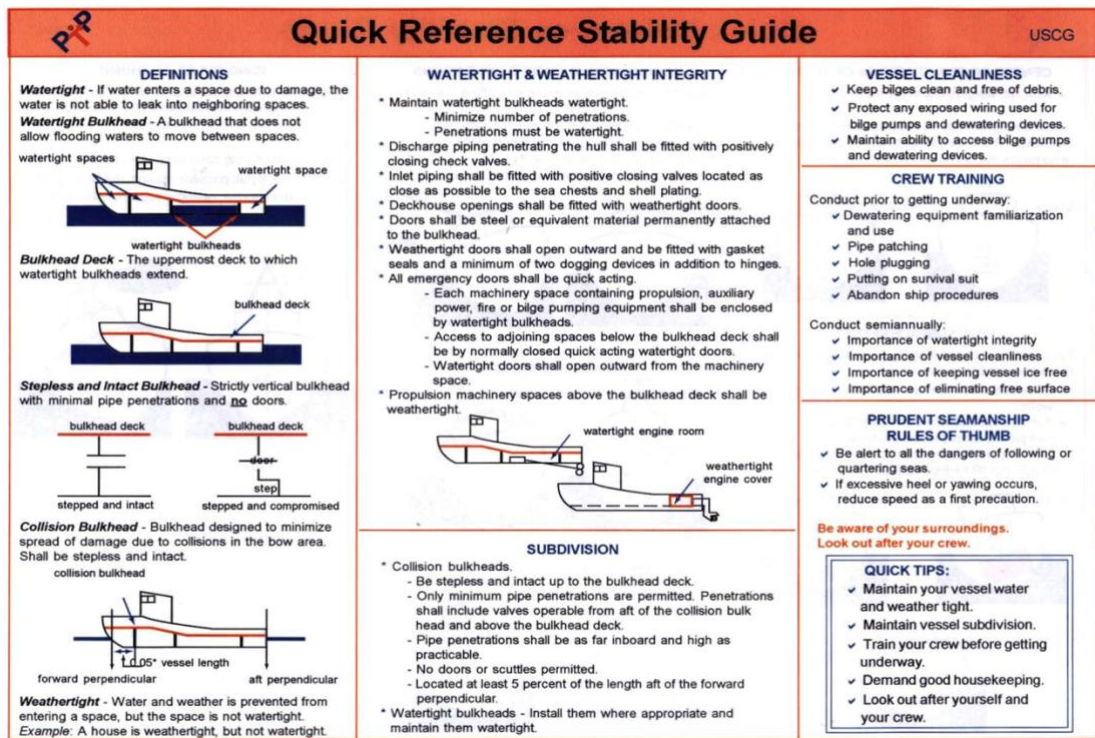 PTP
Quick Reference Stability Guide
USCG
DEFINITIONS
Watertight - If water enters a space due to damage, the
water is not able to leak into neighboring spaces.
Watertight Bulkhead - A bulkhead that does not
allow flooding waters to move between spaces.
watertight spaces
watertight space
watertight bulkheads
Bulkhead Deck - The uppermost deck to which
watertight bulkheads extend.
bulkhead deck
Stepless and Intact Bulkhead - Strictly vertical bulkhead
with minimal pipe penetrations and no doors.
bulkhead deck
bulkhead deck
door
step
stepped and intact
stepped and compromised
Collision Bulkhead - Bulkhead designed to minimize
spread of damage due to collisions in the bow area.
Shall be stepless and intact.
collision bulkhead
0.05* vessel length
forward perpendicular
aft perpendicular
Weathertight - Water and weather is prevented from
entering a space, but the space is not watertight.
Example: A house is weathertight, but not watertight.
WATERTIGHT & WEATHERTIGHT INTEGRITY
* Maintain watertight bulkheads watertight.
- Minimize number of penetrations.
- Penetrations must be watertight.
* Discharge piping penetrating the hull shall be fitted with positively
closing check valves.
* Inlet piping shall be fitted with positive closing valves located as
close as possible to the sea chests and shell plating.
* Deckhouse openings shall be fitted with weathertight doors.
* Doors shall be steel or equivalent material permanently attached
to the bulkhead.
* Weathertight doors shall open outward and be fitted with gasket
seals and a minimum of two dogging devices in addition to hinges.
* All emergency doors shall be quick acting.
- Each machinery space containing propulsion, auxiliary
power, fire or bilge pumping equipment shall be enclosed
by watertight bulkheads.
- Access to adjoining spaces below the bulkhead deck shall
be by normally closed quick acting watertight doors.
- Watertight doors shall open outward from the machinery
space.
* Propulsion machinery spaces above the bulkhead deck shall be
weathertight.
watertight engine room
weathertight
engine cover
SUBDIVISION
* Collision bulkheads.
- Be stepless and intact up to the bulkhead deck.
- Only minimum pipe penetrations are permitted. Penetrations
shall include valves operable from aft of the collision bulk
head and above the bulkhead deck.
- Pipe penetrations shall be as far inboard and high as
practicable.
- No doors or scuttles permitted.
- Located at least 5 percent of the length aft of the forward
perpendicular.
* Watertight bulkheads - Install them where appropriate and
maintain them watertight.
VESSEL CLEANLINESS
✓ Keep bilges clean and free of debris.
✓ Protect any exposed wiring used for
bilge pumps and dewatering devices.
✓ Maintain ability to access bilge pumps
and dewatering devices.
CREW TRAINING
Conduct prior to getting underway:
✓ Dewatering equipment familiarization
and use
✓ Pipe patching
✓ Hole plugging
✓ Putting on survival suit
✓ Abandon ship procedures
Conduct semiannually:
✓ Importance of watertight integrity
✓ Importance of vessel cleanliness
✓ Importance of keeping vessel ice free
✓ Importance of eliminating free surface
PRUDENT SEAMANSHIP
RULES OF THUMB
✓ Be alert to all the dangers of following or
quartering seas.
✓ If excessive heel or yawing occurs,
reduce speed as a first precaution.
Be aware of your surroundings.
Look out after your crew.
QUICK TIPS:
✓ Maintain your vessel water
and weather tight.
✓ Maintain vessel subdivision.
✓ Train your crew before getting
underway.
✓ Demand good housekeeping.
✓ Look out after yourself and
your crew.